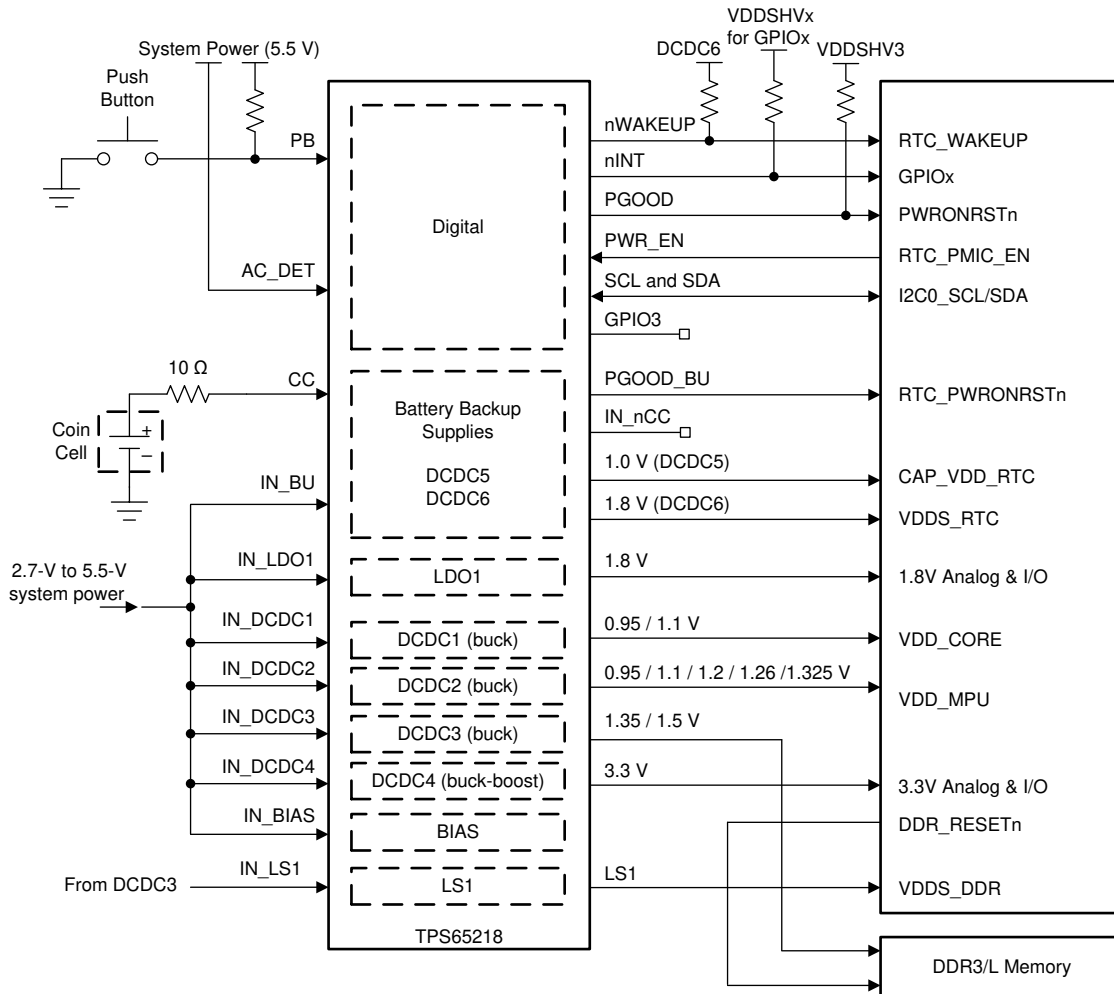 VDDSHVx
for GPIOx
System Power (5.5 V)
DCDC6
VDDSHV3
Push
Button
PB
AC_DET
10 Ω
CC
Coin
Cell
+
–
IN_BU
2.7-V to 5.5-V
system power
IN_LDO1
IN_DCDC1
IN_DCDC2
IN_DCDC3
IN_DCDC4
IN_BIAS
From DCDC3
IN_LS1
Digital
Battery Backup
Supplies
DCDC5
DCDC6
LDO1
DCDC1 (buck)
DCDC2 (buck)
DCDC3 (buck)
DCDC4 (buck-boost)
BIAS
LS1
TPS65218
nWAKEUP
nINT
PGOOD
PWR_EN
SCL and SDA
GPIO3
PGOOD_BU
IN_nCC
1.0 V (DCDC5)
1.8 V (DCDC6)
1.8 V
0.95 / 1.1 V
0.95 / 1.1 / 1.2 / 1.26 /1.325 V
1.35 / 1.5 V
3.3 V
LS1
RTC_WAKEUP
GPIOx
PWRONRSTn
RTC_PMIC_EN
I2C0_SCL/SDA
RTC_PWRONRSTn
CAP_VDD_RTC
VDDS_RTC
1.8V Analog & I/O
VDD_CORE
VDD_MPU
3.3V Analog & I/O
DDR_RESETn
VDDS_DDR
DDR3/L Memory